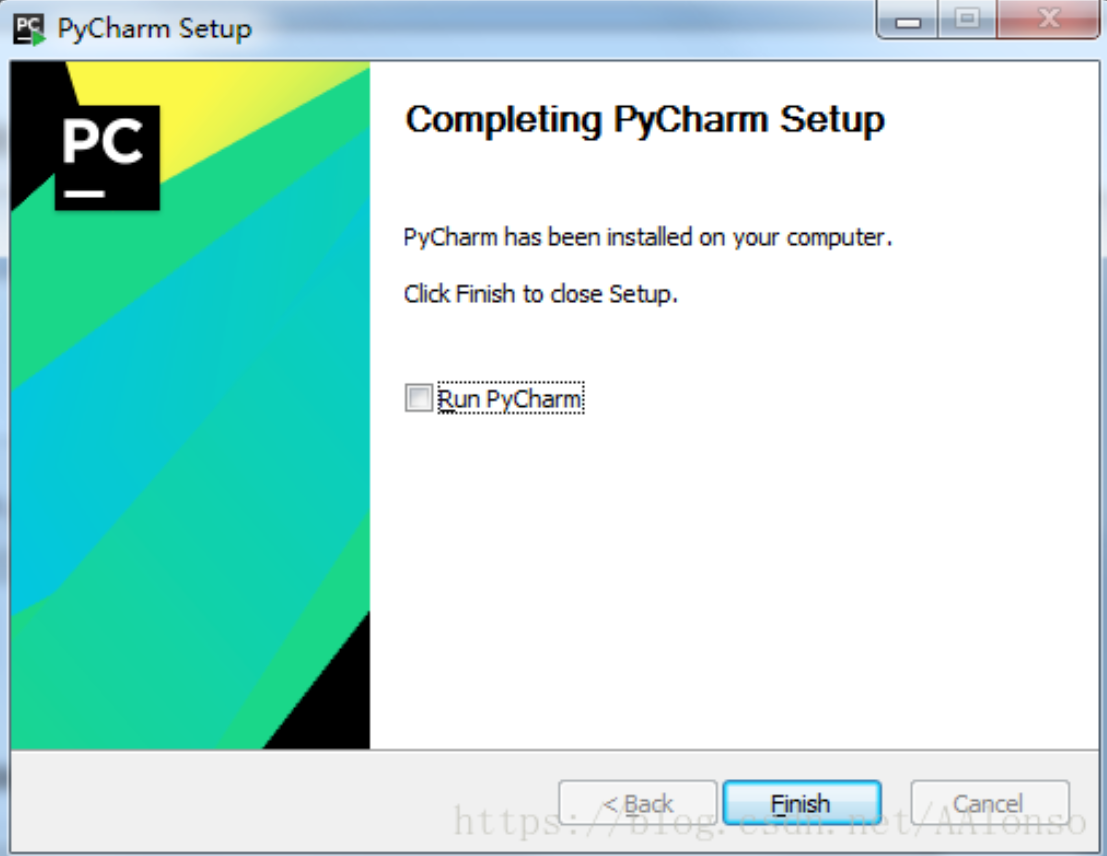 PyCharm Setup
PC
Completing PyCharm Setup
PyCharm has been installed on your computer.
Click Finish to close Setup.
Run PyCharm
< Back
Finish
Cancel
https://blog.csdn.net/AAlonso